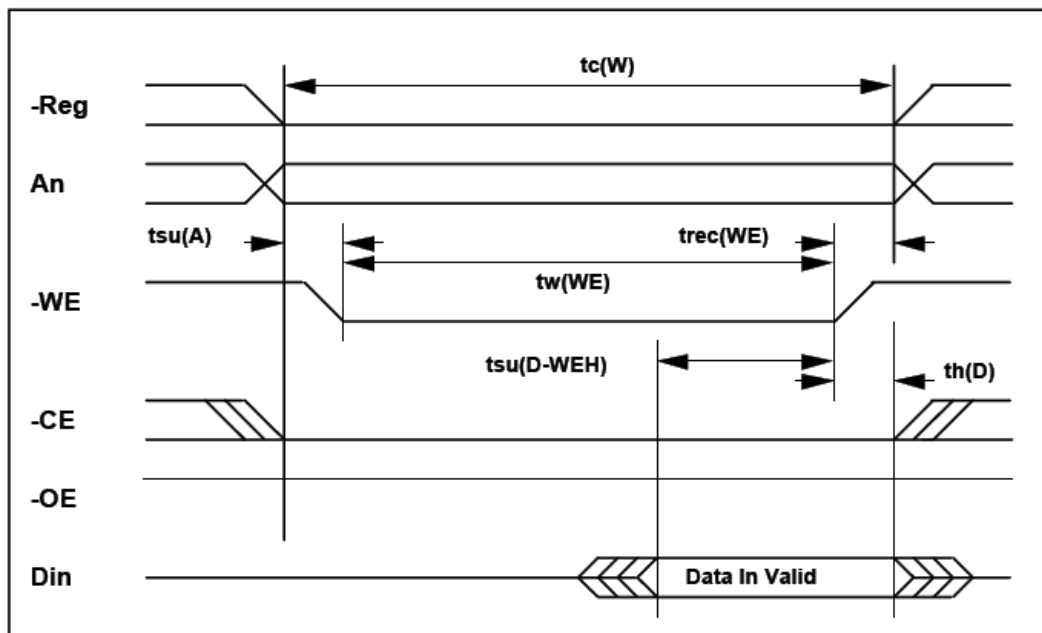 tc(W)
-Reg
An
tsu(A)
trec(WE)
tw(WE)
-WE
tsu(D-WEH)
th(D)
-CE
-OE
Din
Data In Valid